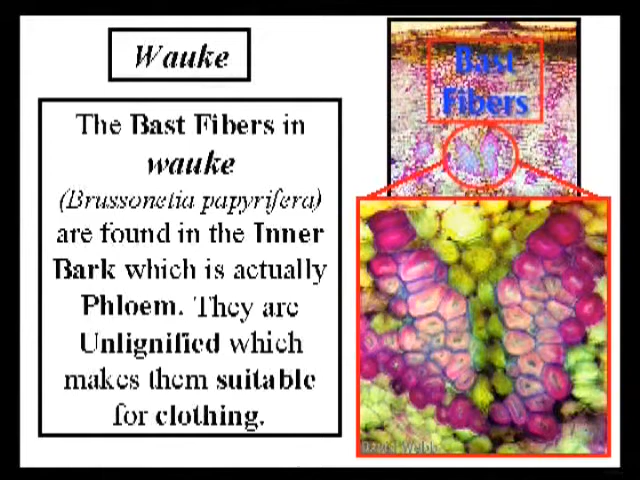 Wauke
The Bast Fibers in
wauke
(Brussonetia papyrifera)
are found in the Inner
Bark which is actually
Phloem. They are
Unlignified which
makes them suitable
for clothing.
Bast
Fibers